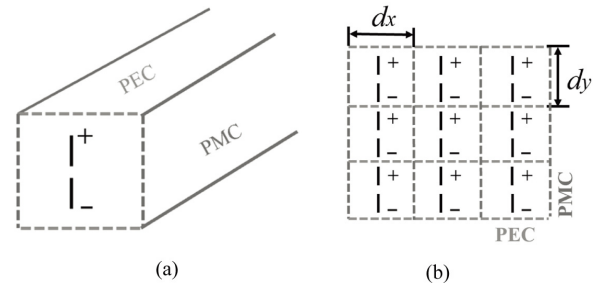 PEC
PMC
+
−
(a)
dx
dy
+ + +
− − −
+ + +
− − −
+ + +
− − −
PMC
PEC
(b)